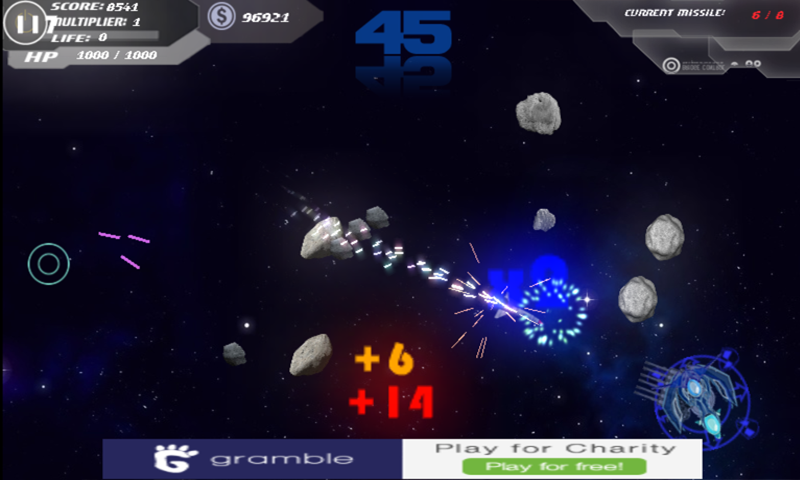 SCORE: 8541
MULTIPLIER: 1
LIFE: 0
HP 1000 / 1000
$ 96921
45
CURRENT MISSILE: 6 / 8
+6
+14
gramble
Play for Charity
Play for free!